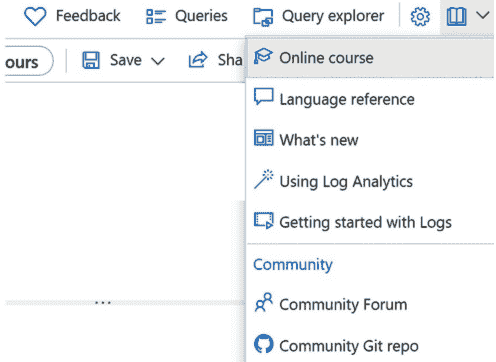 Feedback Queries Query explorer
ours Save Sha
Online course
Language reference
What's new
Using Log Analytics
Getting started with Logs
Community
Community Forum
Community Git repo